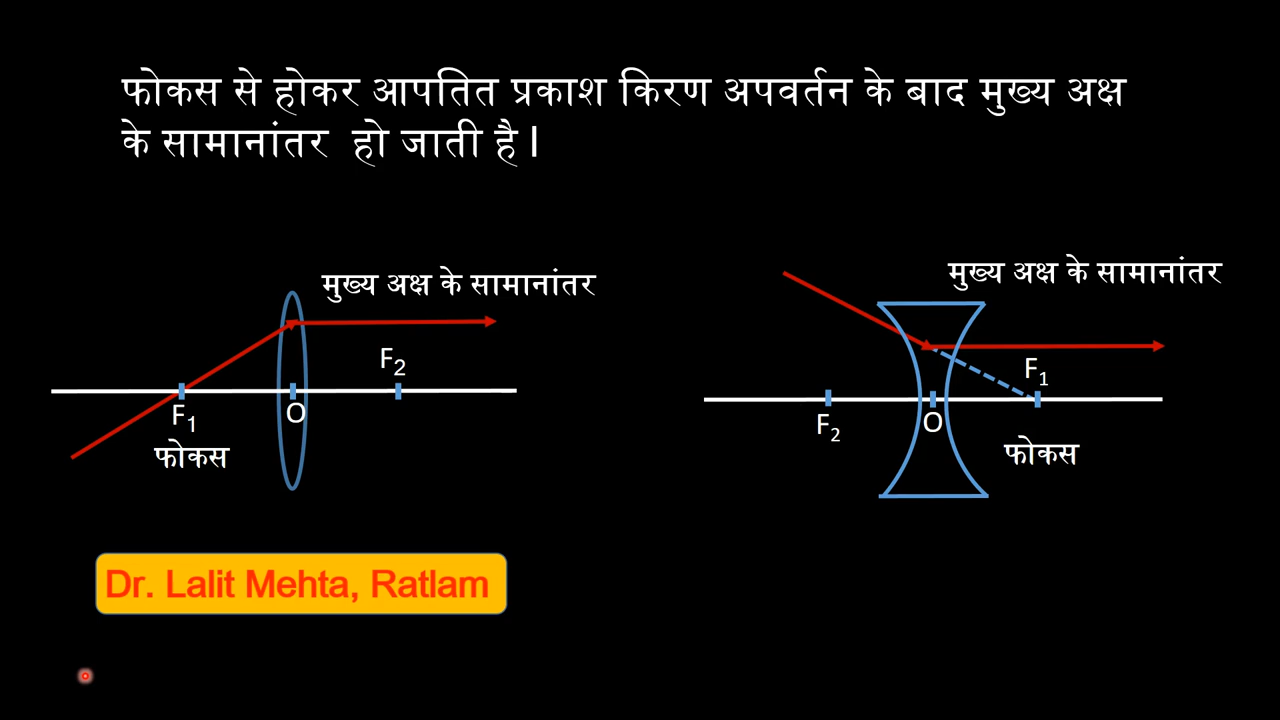 फोकस से होकर आपतित प्रकाश किरण अपवर्तन के बाद मुख्य अक्ष
के सामानांतर हो जाती है।
मुख्य अक्ष के सामानांतर
F₂
F₁
O
फोकस
मुख्य अक्ष के सामानांतर
F₁
F₂
O
फोकस
Dr. Lalit Mehta, Ratlam